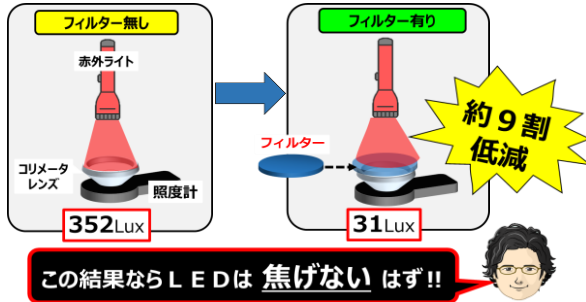 フィルター無し
赤外ライト
コリメータ
レンズ
照度計
352Lux
フィルター有り
フィルター
31Lux
約９割
低減
この結果ならＬＥＤは 焦げない はず!!